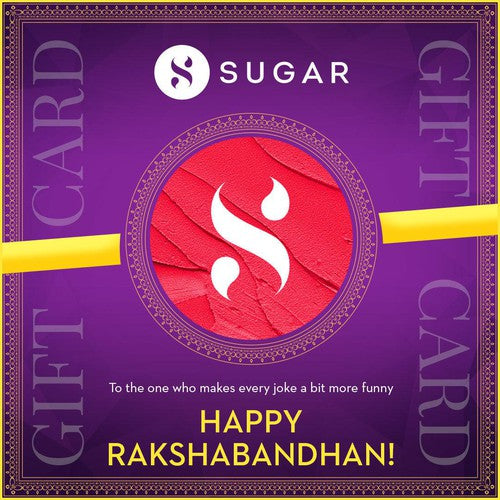 SUGAR
GIFT CARD
GIFT CARD
To the one who makes every joke a bit more funny
HAPPY
RAKSHABANDHAN!